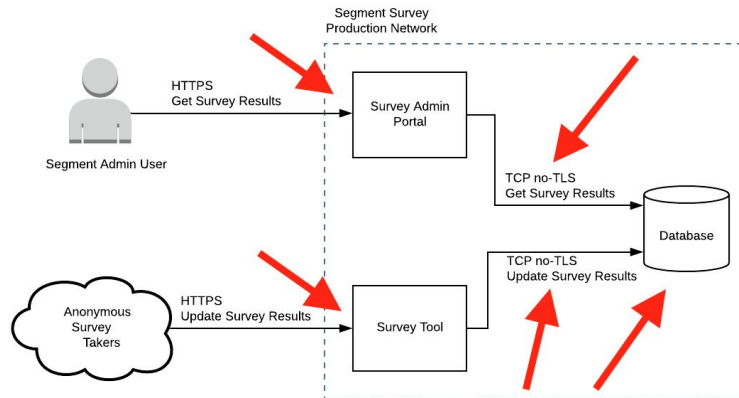 Segment Survey
Production Network
HTTPS
Get Survey Results
Survey Admin
Portal
Segment Admin User
TCP no-TLS
Get Survey Results
Database
TCP no-TLS
Update Survey Results
HTTPS
Update Survey Results
Anonymous
Survey
Takers
Survey Tool